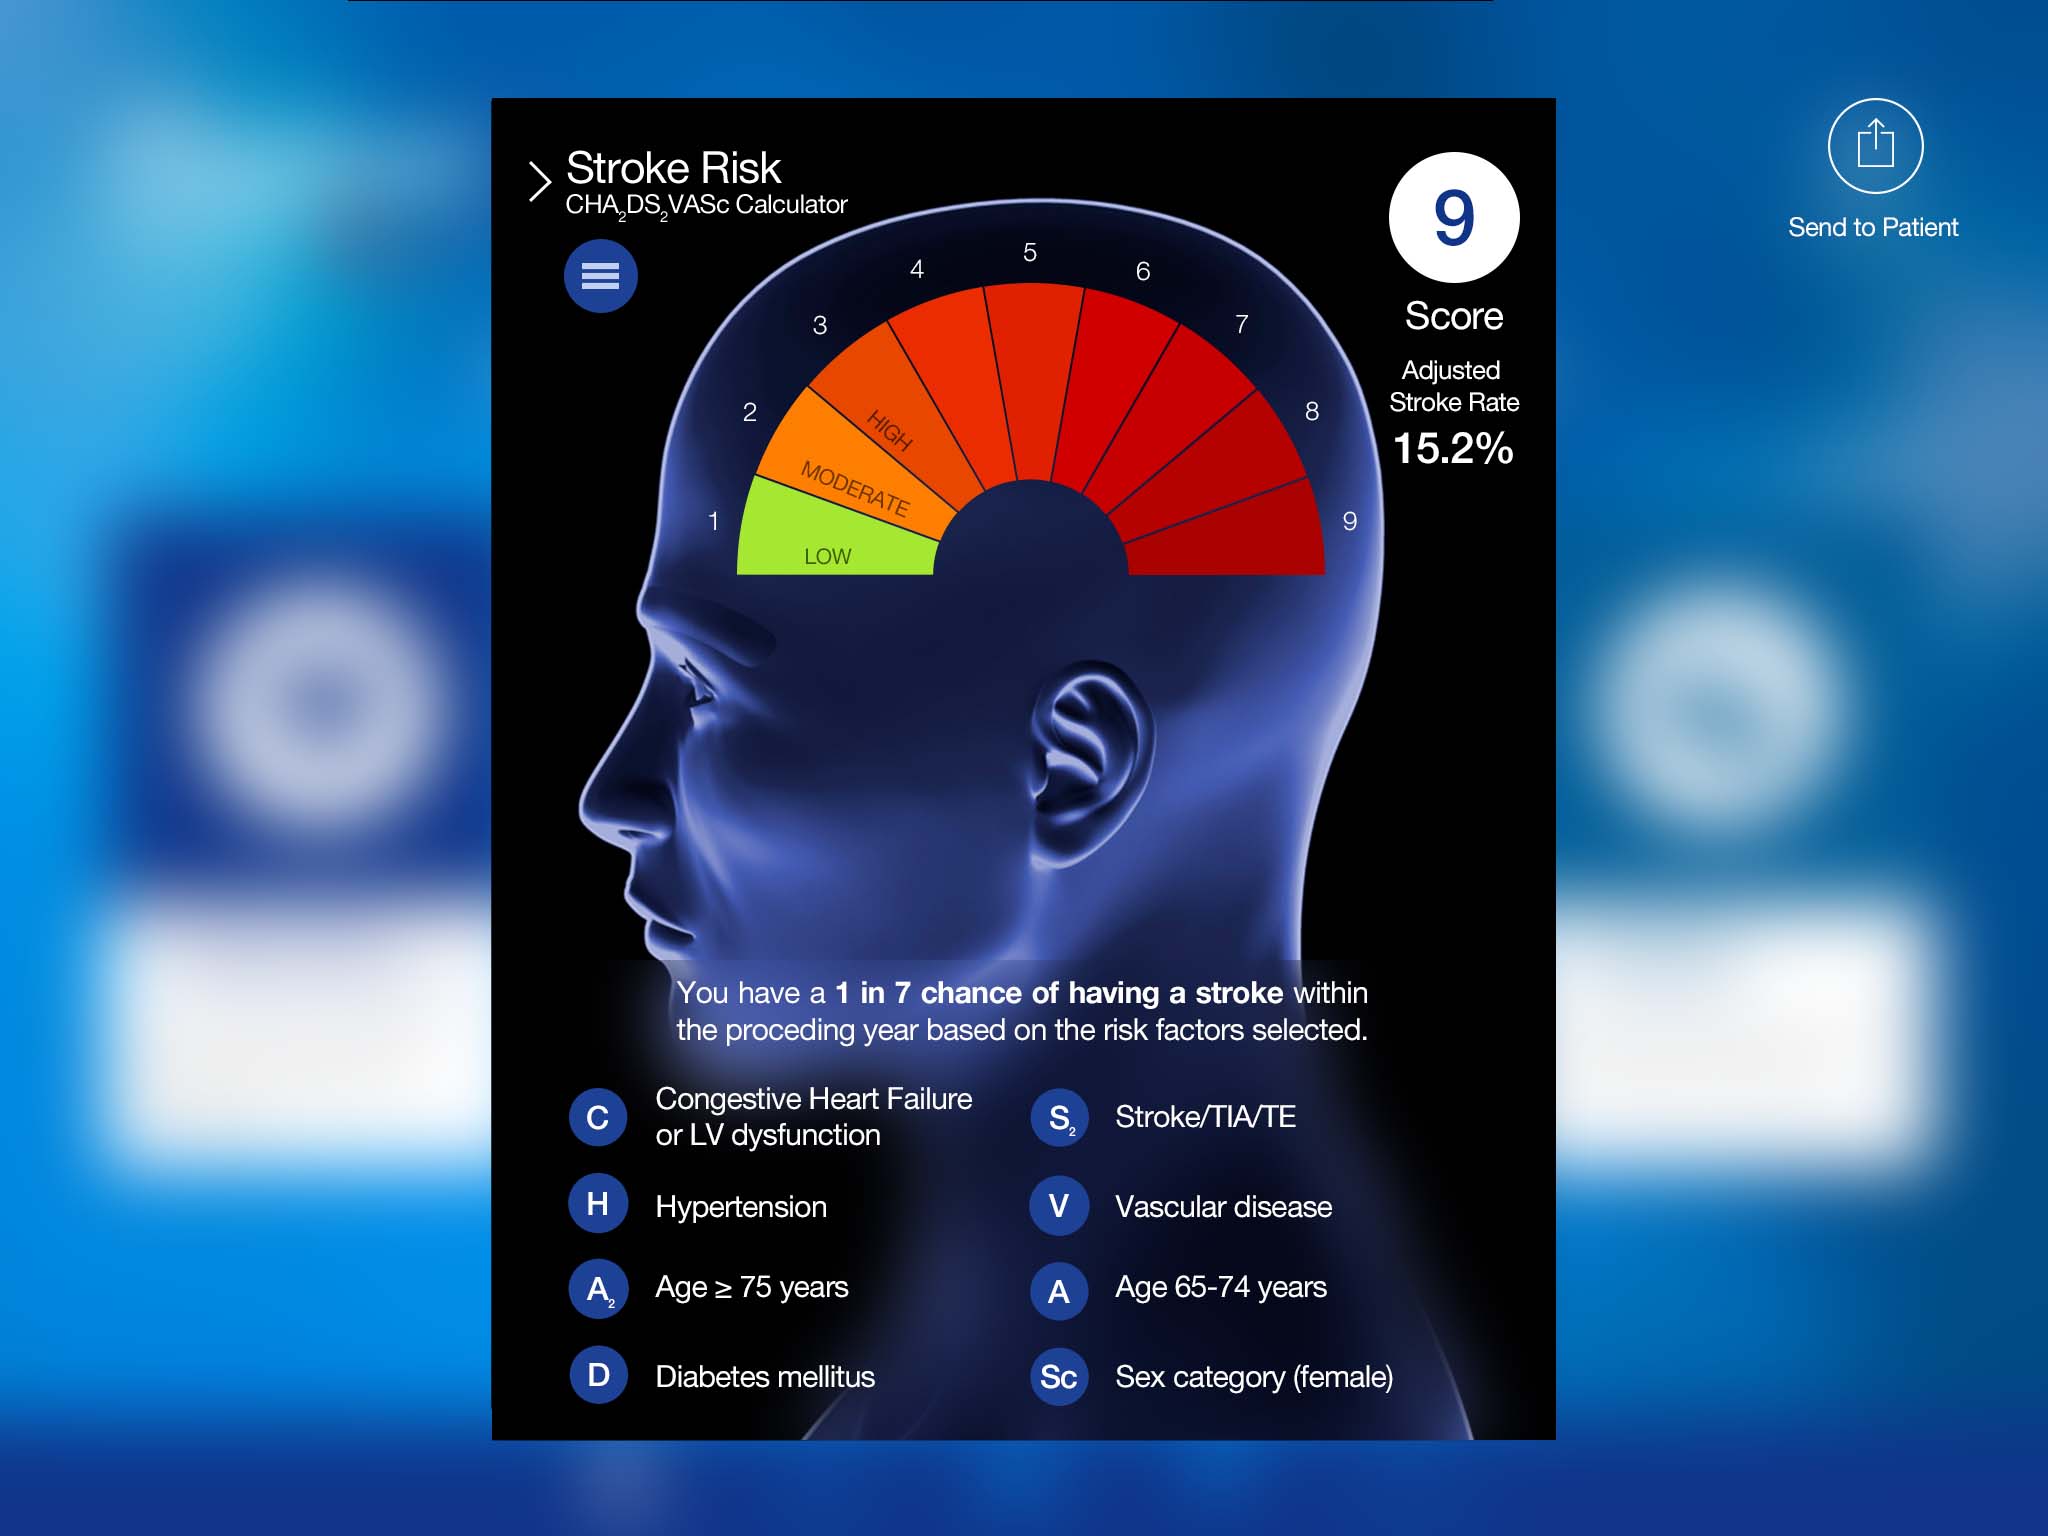 Stroke Risk
CHA₂DS₂VASc Calculator
9
Score
Adjusted
Stroke Rate
15.2%
Send to Patient
1
2
3
4
5
6
7
8
9
LOW
MODERATE
HIGH
You have a 1 in 7 chance of having a stroke within
the proceding year based on the risk factors selected.
C Congestive Heart Failure
or LV dysfunction
H Hypertension
A₂ Age ≥ 75 years
D Diabetes mellitus
S₂ Stroke/TIA/TE
V Vascular disease
A Age 65-74 years
Sc Sex category (female)